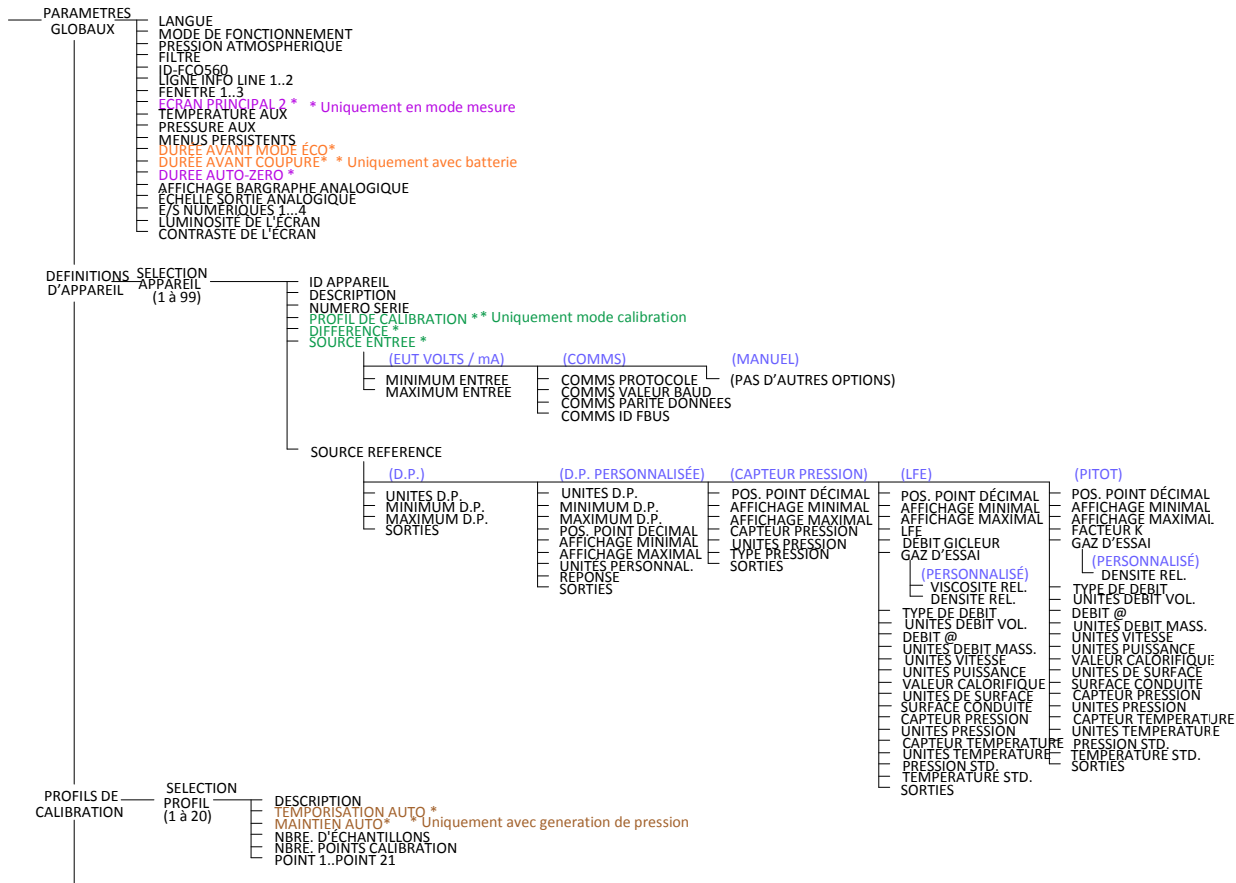 PARAMETRES
GLOBAUX
LANGUE
MODE DE FONCTIONNEMENT
PRESSION ATMOSPHERIQUE
FILTRE
ID-FCO560
LIGNE INFO LINE 1..2
FENETRE 1..3
ECRAN PRINCIPAL 2 * * Uniquement en mode mesure
TEMPERATURE AUX
PRESSURE AUX
MENUS PERSISTENTS
DUREE AVANT MODE ÉCO*
DUREE AVANT COUPURE* * Uniquement avec batterie
DUREE AUTO-ZERO *
AFFICHAGE BARGRAPHE ANALOGIQUE
ÉCHELLE SORTIE ANALOGIQUE
E/S NUMÉRIQUES 1...4
LUMINOSITÉ DE L'ÉCRAN
CONTRASTE DE L'ÉCRAN
DEFINITIONS
D'APPAREIL
SELECTION
APPAREIL
(1 à 99)
ID APPAREIL
DESCRIPTION
NUMERO SERIE
PROFIL DE CALIBRATION * * Uniquement mode calibration
DIFFERENCE *
SOURCE ENTREE *
(EUT VOLTS / mA)
MINIMUM ENTREE
MAXIMUM ENTREE
(COMMS)
COMMS PROTOCOLE
COMMS VALEUR BAUD
COMMS PARITE DONNEES
COMMS ID FBUS
(MANUEL)
(PAS D'AUTRES OPTIONS)
SOURCE REFERENCE
(D.P.)
UNITES D.P.
MINIMUM D.P.
MAXIMUM D.P.
SORTIES
(D.P. PERSONNALISÉE)
UNITES D.P.
MINIMUM D.P.
MAXIMUM D.P.
POS. POINT DÉCIMAL
AFFICHAGE MINIMAL
AFFICHAGE MAXIMAL
UNITES PERSONNAL.
REPONSE
SORTIES
(CAPTEUR PRESSION)
POS. POINT DÉCIMAL
AFFICHAGE MINIMAL
AFFICHAGE MAXIMAL
CAPTEUR PRESSION
UNITES PRESSION
TYPE PRESSION
SORTIES
(LFE)
POS. POINT DÉCIMAL
AFFICHAGE MINIMAL
AFFICHAGE MAXIMAL
LFE
DEBIT GICLEUR
GAZ D'ESSAI
(PERSONNALISÉ)
VISCOSITE REL.
DENSITE REL.
TYPE DE DEBIT
UNITES DEBIT VOL.
DEBIT @
UNITES DEBIT MASS.
UNITES VITESSE
UNITES PUISSANCE
VALEUR CALORIFIQUE
UNITES DE SURFACE
SURFACE CONDUITE
CAPTEUR PRESSION
UNITES PRESSION
CAPTEUR TEMPERATURE
UNITES TEMPERATURE
PRESSION STD.
TEMPERATURE STD.
SORTIES
(PITOT)
POS. POINT DÉCIMAL
AFFICHAGE MINIMAL
AFFICHAGE MAXIMAL
FACTEUR K
GAZ D'ESSAI
(PERSONNALISÉ)
DENSITE REL.
TYPE DE DEBIT
UNITES DEBIT VOL.
DEBIT @
UNITES DEBIT MASS.
UNITES VITESSE
UNITES PUISSANCE
VALEUR CALORIFIQUE
UNITES DE SURFACE
SURFACE CONDUITE
CAPTEUR PRESSION
UNITES PRESSION
CAPTEUR TEMPERATURE
UNITES TEMPERATURE
PRESSION STD.
TEMPERATURE STD.
SORTIES
PROFILS DE
CALIBRATION
SELECTION
PROFIL
(1 à 20)
DESCRIPTION
TEMPORISATION AUTO *
MAINTIEN AUTO* * Uniquement avec generation de pression
NBRE. D'ÉCHANTILLONS
NBRE. POINTS CALIBRATION
POINT 1..POINT 21